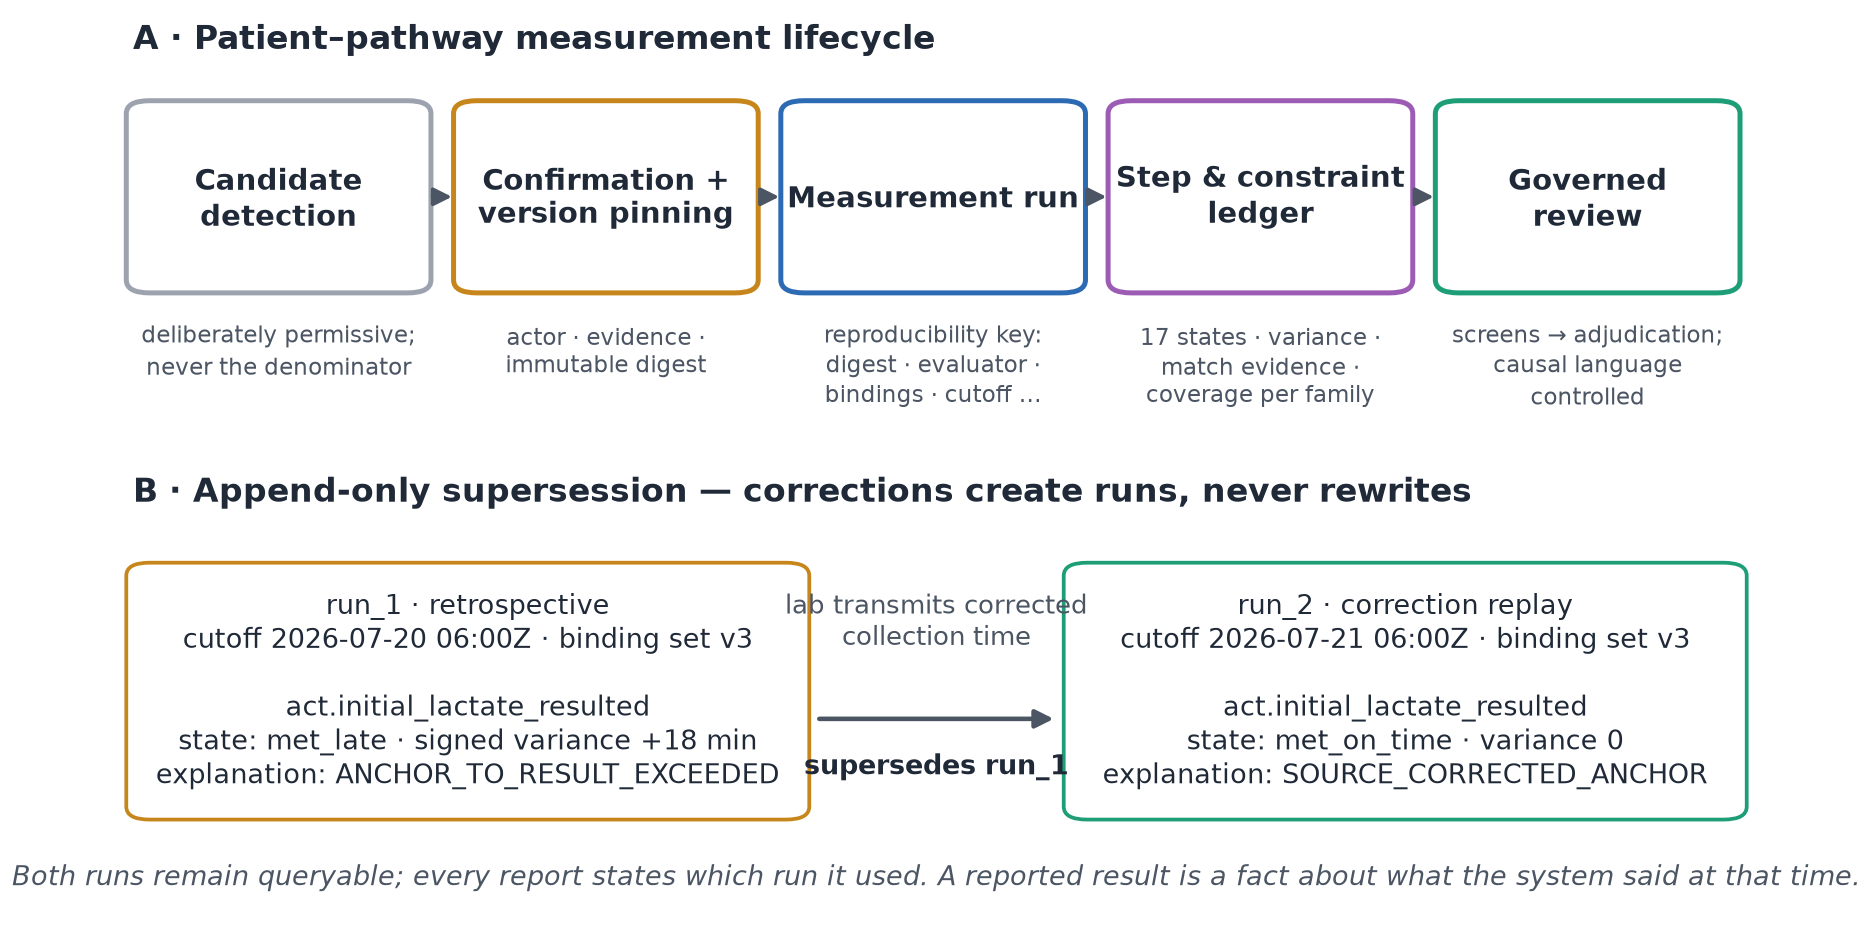 A · Patient–pathway measurement lifecycle
Candidate
detection
Confirmation +
version pinning
Measurement run
Step & constraint
ledger
Governed
review
deliberately permissive;
never the denominator
actor · evidence ·
immutable digest
reproducibility key:
digest · evaluator ·
bindings · cutoff ...
17 states · variance ·
match evidence ·
coverage per family
screens → adjudication;
causal language
controlled
B · Append-only supersession — corrections create runs, never rewrites
run_1 · retrospective
cutoff 2026-07-20 06:00Z · binding set v3
act.initial_lactate_resulted
state: met_late · signed variance +18 min
explanation: ANCHOR_TO_RESULT_EXCEEDED
lab transmits corrected
collection time
supersedes run_1
run_2 · correction replay
cutoff 2026-07-21 06:00Z · binding set v3
act.initial_lactate_resulted
state: met_on_time · variance 0
explanation: SOURCE_CORRECTED_ANCHOR
Both runs remain queryable; every report states which run it used. A reported result is a fact about what the system said at that time.